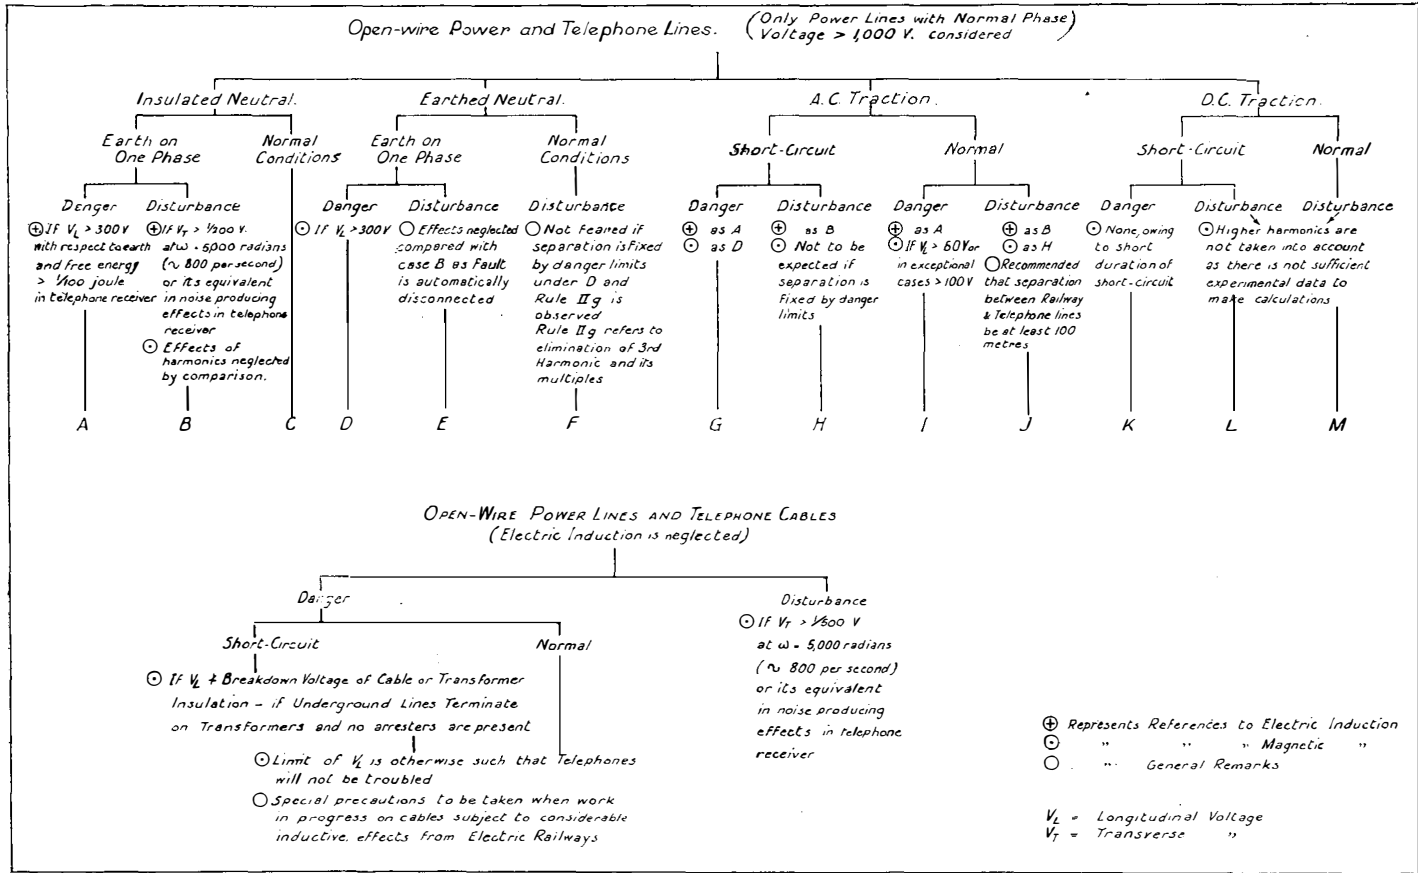 Open-wire Power and Telephone Lines. (Only Power Lines with Normal Phase
Voltage > 1,000 V. considered)
Insulated Neutral.
Earthed Neutral.
A.C. Traction.
D.C. Traction.
Earth on
One Phase
Normal
Conditions
Earth on
One Phase
Normal
Conditions
Short-Circuit
Normal
Short-Circuit
Normal
Danger
⊕ If V_L > 300 V
with respect to earth
and free energy
> 1/100 joule
in telephone receiver
Disturbance
⊕ If V_T > 1/200 V.
at ω = 5,000 radians
(~ 800 per second)
or its equivalent
in noise producing
effects in telephone
receiver
⊙ Effects of
harmonics neglected
by comparison.
Danger
⊙ If V_L > 300 V
Disturbance
○ Effects neglected
compared with
case B as Fault
is automatically
disconnected
Disturbance
○ Not feared if
separation is fixed
by danger limits
under D and
Rule II g is
observed
Rule II g refers to
elimination of 3rd
Harmonic and its
multiples
Danger
⊕ as A
⊙ as D
Disturbance
⊕ as B
⊙ Not to be
expected if
separation is
Fixed by danger
limits
Danger
⊕ as A
⊙ If V_L > 60 V or
in exceptional
cases > 100 V
Disturbance
⊕ as B
⊙ as H
○ Recommended
that separation
between Railway
& Telephone lines
be at least 100
metres
Danger
⊙ None, owing
to short
duration of
short-circuit
Disturbance Disturbance
⊙ Higher harmonics are
not taken into account
as there is not sufficient
experimental data to
make calculations
A B C D E F G H I J K L M
OPEN-WIRE POWER LINES AND TELEPHONE CABLES
(Electric Induction is neglected)
Danger
Disturbance
Short-Circuit
Normal
⊙ If V_L ≮ Breakdown Voltage of Cable or Transformer
Insulation - if Underground Lines Terminate
on Transformers and no arresters are present
⊙ Limit of V_L is otherwise such that Telephones
will not be troubled
○ Special precautions to be taken when work
in progress on cables subject to considerable
inductive effects from Electric Railways
⊙ If V_T > 1/500 V
at ω = 5,000 radians
(~ 800 per second)
or its equivalent
in noise producing
effects in telephone
receiver
⊕ Represents References to Electric Induction
⊙ " " " Magnetic "
○ " General Remarks
V_L = Longitudinal Voltage
V_T = Transverse "